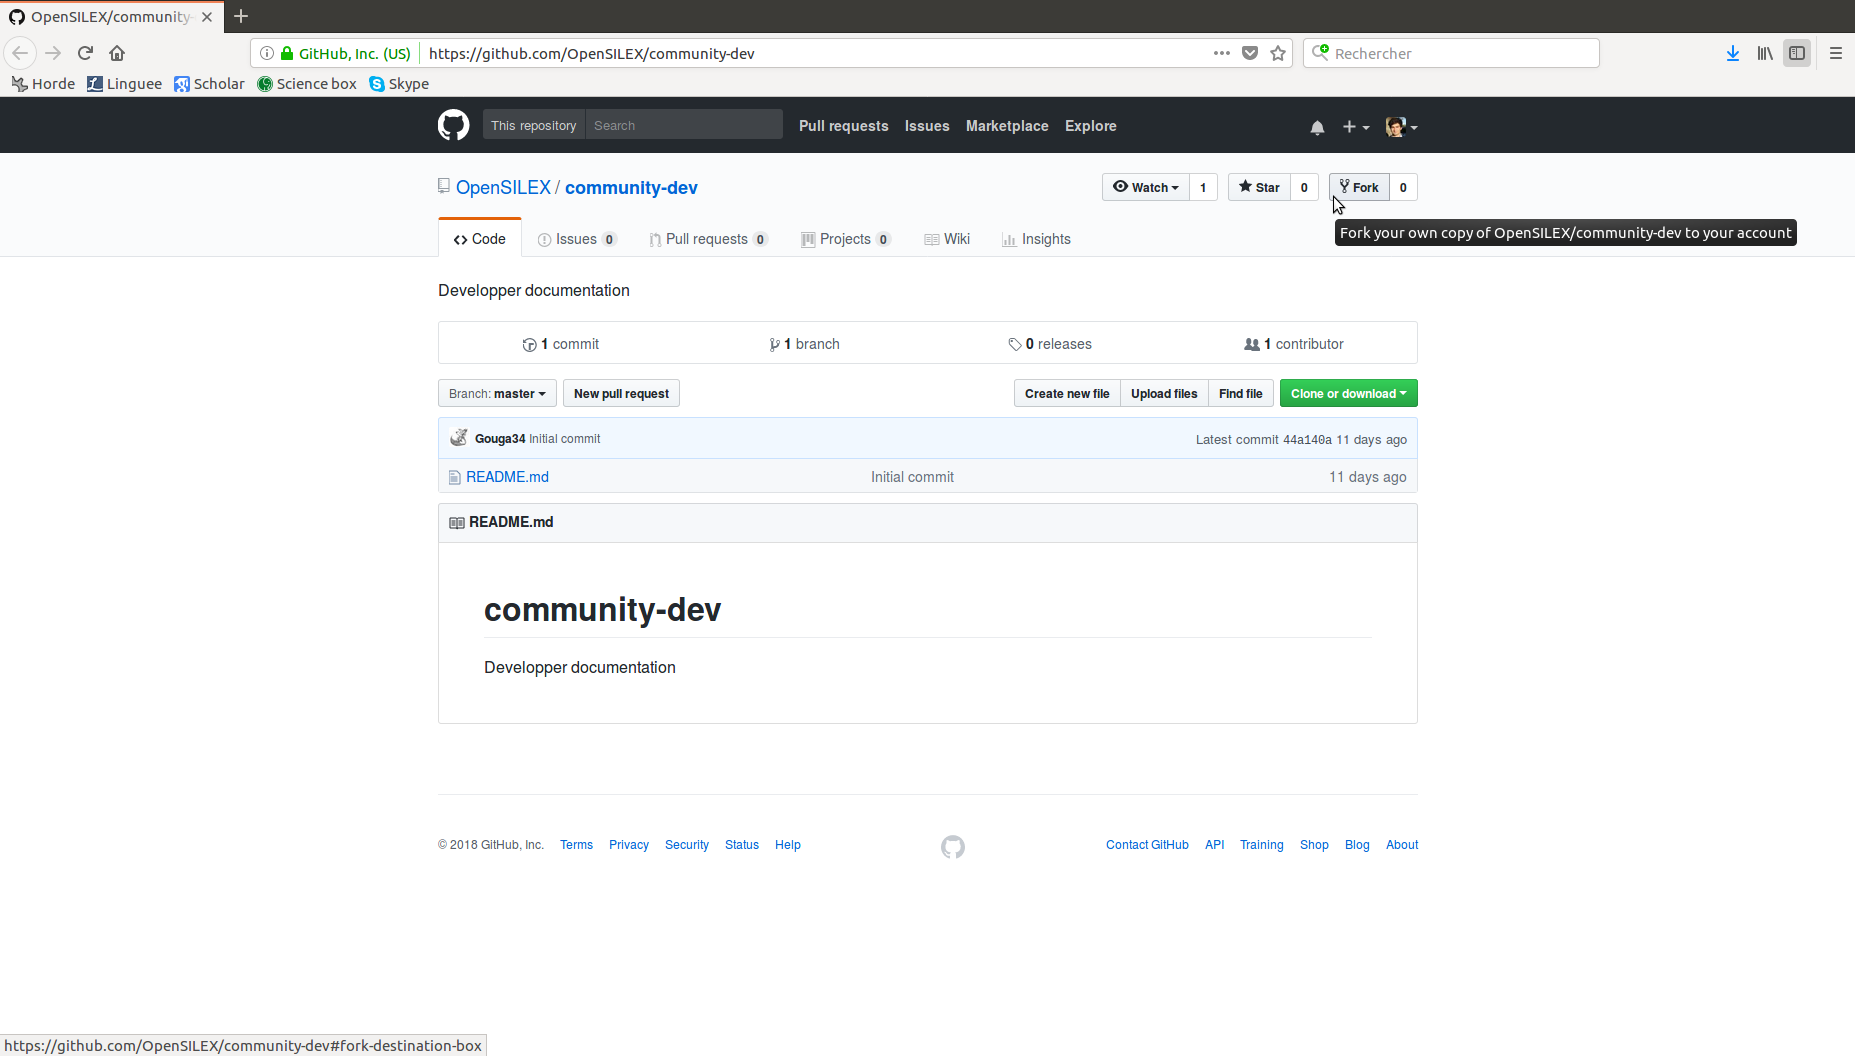 OpenSILEX/community-
GitHub, Inc. (US) https://github.com/OpenSILEX/community-dev Rechercher
Horde Linguee Scholar Science box Skype
This repository Search Pull requests Issues Marketplace Explore
OpenSILEX / community-dev Watch 1 Star 0 Fork 0
Code Issues 0 Pull requests 0 Projects 0 Wiki Insights
Fork your own copy of OpenSILEX/community-dev to your account
Developper documentation
1 commit 1 branch 0 releases 1 contributor
Branch: master New pull request Create new file Upload files Find file Clone or download
Gouga34 Initial commit Latest commit 44a140a 11 days ago
README.md Initial commit 11 days ago
README.md
community-dev
Developper documentation
© 2018 GitHub, Inc. Terms Privacy Security Status Help Contact GitHub API Training Shop Blog About
https://github.com/OpenSILEX/community-dev#fork-destination-box